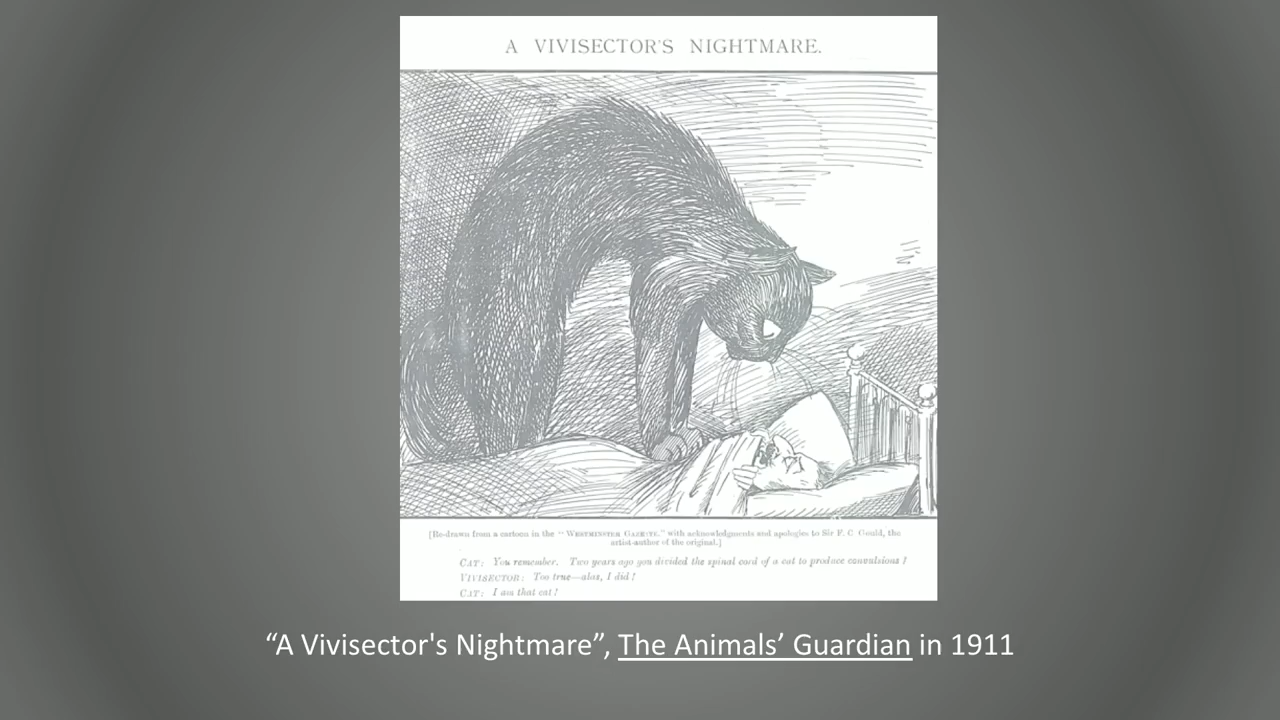 A VIVISECTOR'S NIGHTMARE.
[Re-drawn from a cartoon in the "WESTMINSTER GAZETTE," with acknowledgments and apologies to Sir F. C. Gould, the
artist-author of the original.]
CAT: You remember. Two years ago you divided the spinal cord of a cat to produce convulsions!
VIVISECTOR: Too true—alas, I did!
CAT: I am that cat!
“A Vivisector's Nightmare”, The Animals’ Guardian in 1911